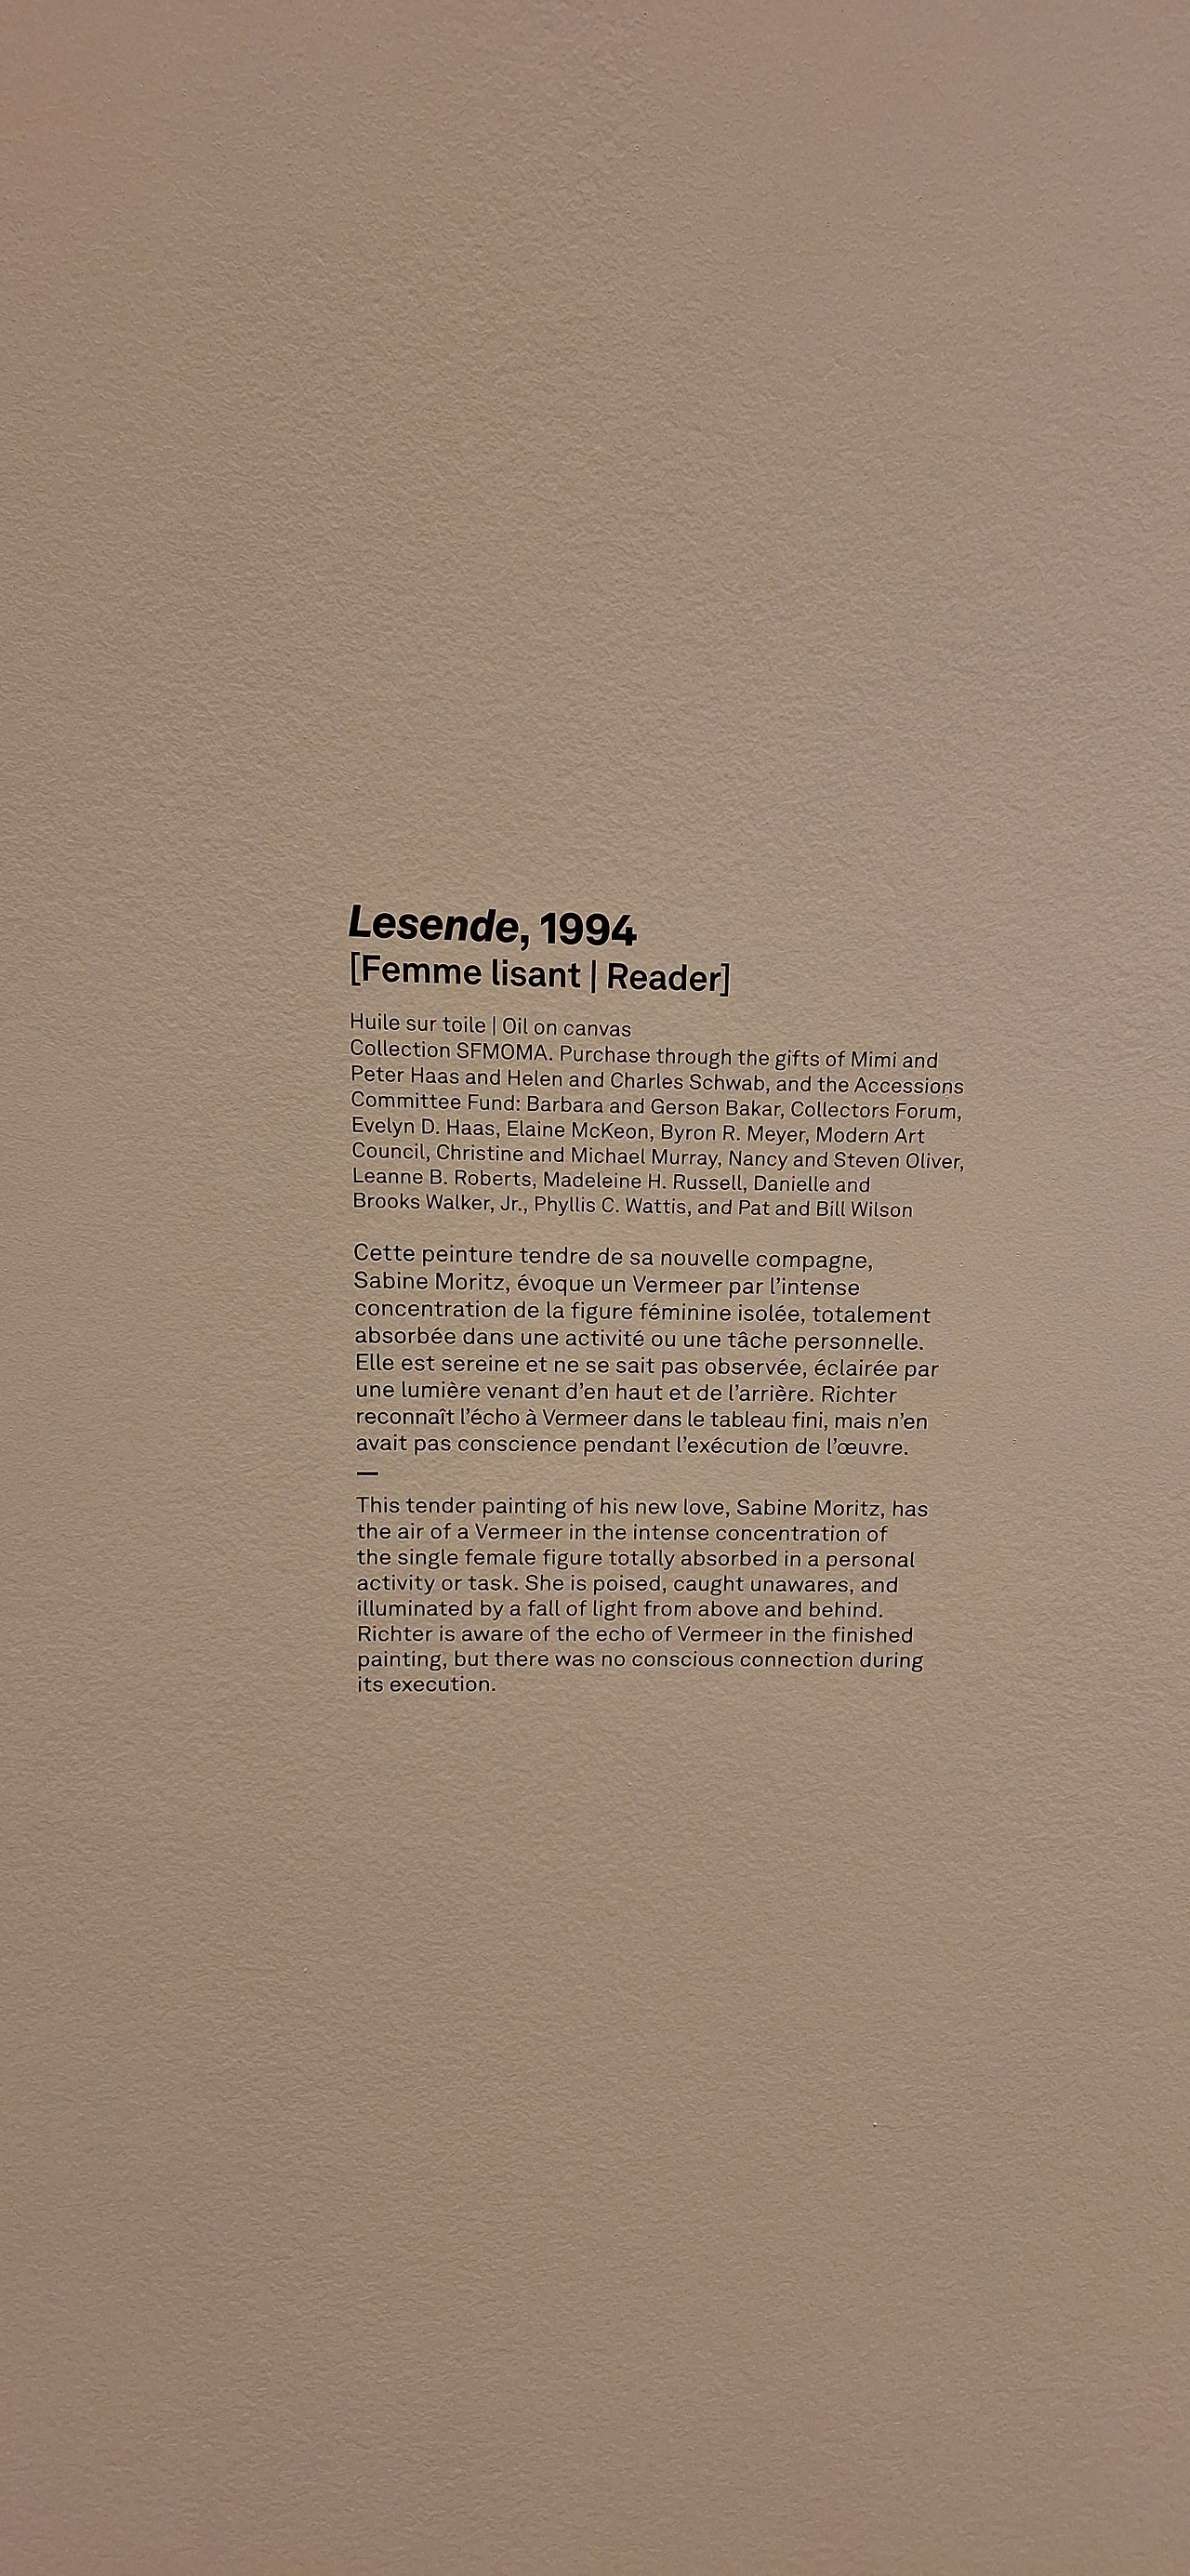 Lesende, 1994
[Femme lisant | Reader]
Huile sur toile | Oil on canvas
Collection SFMOMA. Purchase through the gifts of Mimi and
Peter Haas and Helen and Charles Schwab, and the Accessions
Committee Fund: Barbara and Gerson Bakar, Collectors Forum,
Evelyn D. Haas, Elaine McKeon, Byron R. Meyer, Modern Art
Council, Christine and Michael Murray, Nancy and Steven Oliver,
Leanne B. Roberts, Madeleine H. Russell, Danielle and
Brooks Walker, Jr., Phyllis C. Wattis, and Pat and Bill Wilson
Cette peinture tendre de sa nouvelle compagne,
Sabine Moritz, évoque un Vermeer par l’intense
concentration de la figure féminine isolée, totalement
absorbée dans une activité ou une tâche personnelle.
Elle est sereine et ne se sait pas observée, éclairée par
une lumière venant d’en haut et de l’arrière. Richter
reconnaît l’écho à Vermeer dans le tableau fini, mais n’en
avait pas conscience pendant l’exécution de l’œuvre.
—
This tender painting of his new love, Sabine Moritz, has
the air of a Vermeer in the intense concentration of
the single female figure totally absorbed in a personal
activity or task. She is poised, caught unawares, and
illuminated by a fall of light from above and behind.
Richter is aware of the echo of Vermeer in the finished
painting, but there was no conscious connection during
its execution.